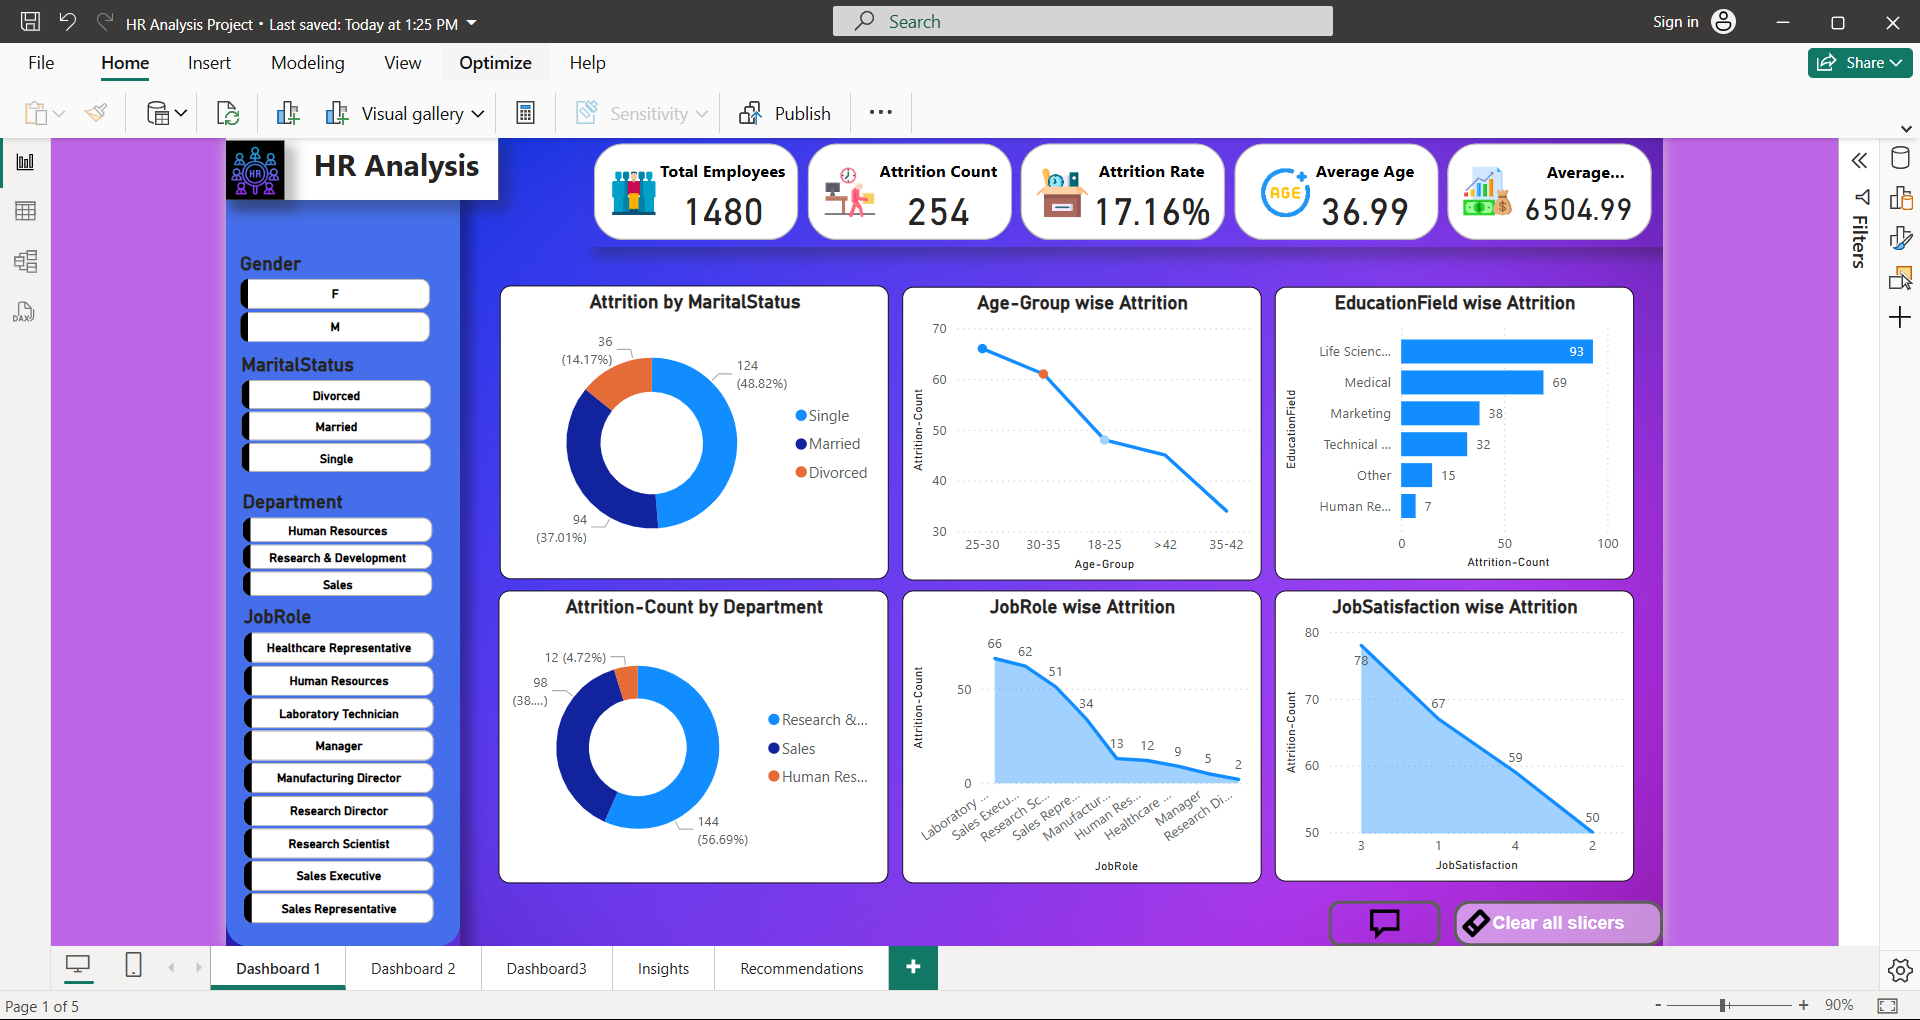 HR Analysis Project • Last saved: Today at 1:25 PM
Search
Sign in
File
Home
Insert
Modeling
View
Optimize
Help
Share
Visual gallery
Sensitivity
Publish
DAX
HR
HR Analysis
Total Employees
1480
Attrition Count
254
Attrition Rate
17.16%
AGE
Average Age
36.99
Average...
6504.99
Filters
Gender
F
M
MaritalStatus
Divorced
Married
Single
Department
Human Resources
Research & Development
Sales
JobRole
Healthcare Representative
Human Resources
Laboratory Technician
Manager
Manufacturing Director
Research Director
Research Scientist
Sales Executive
Sales Representative
Attrition by MaritalStatus
36
(14.17%)
124
(48.82%)
94
(37.01%)
Single
Married
Divorced
Age-Group wise Attrition
Attrition-Count
70
60
50
40
30
25-30
30-35
18-25
>42
35-42
Age-Group
EducationField wise Attrition
EducationField
Life Scienc...
93
Medical
69
Marketing
38
Technical ...
32
Other
15
Human Re...
7
0
50
100
Attrition-Count
Attrition-Count by Department
12 (4.72%)
98
(38....)
144
(56.69%)
Research &...
Sales
Human Res...
JobRole wise Attrition
Attrition-Count
50
0
66
62
51
34
13
12
9
5
2
Laboratory ...
Sales Execu...
Research Sc...
Sales Repre...
Manufactur...
Human Res...
Healthcare ...
Manager
Research Di...
JobRole
JobSatisfaction wise Attrition
Attrition-Count
80
70
60
50
78
67
59
50
3
1
4
2
JobSatisfaction
Clear all slicers
Dashboard 1
Dashboard 2
Dashboard3
Insights
Recommendations
Page 1 of 5
90%